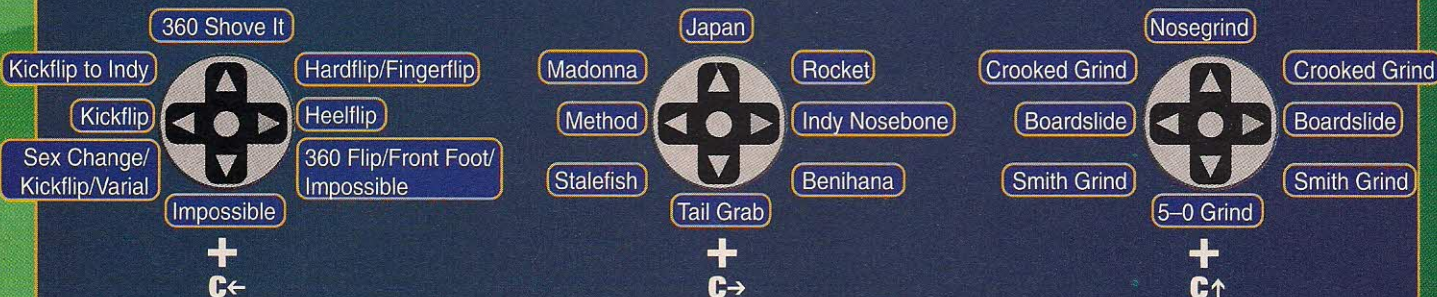 360 Shove It
Kickflip to Indy
Hardflip/Fingerflip
Kickflip
Heelflip
Sex Change/
Kickflip/Varial
360 Flip/Front Foot/
Impossible
Impossible
+
C←
Japan
Madonna
Rocket
Method
Indy Nosebone
Stalefish
Benihana
Tail Grab
+
C→
Nosegrind
Crooked Grind
Crooked Grind
Boardslide
Boardslide
Smith Grind
Smith Grind
5–0 Grind
+
C↑